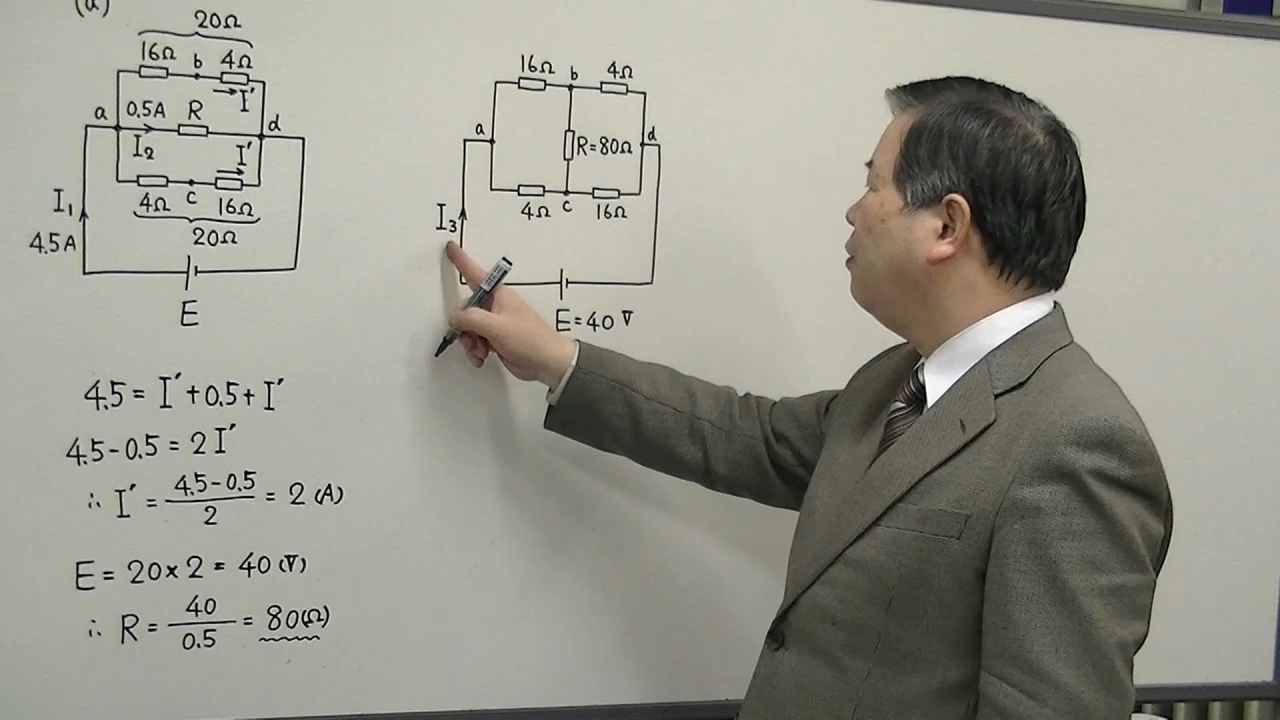 (a)
20Ω
16Ω b 4Ω
I'
a 0.5A R d
I₂ I'
4Ω c 16Ω
I₁ 20Ω
4.5A
E
16Ω b 4Ω
a R=80Ω d
4Ω c 16Ω
I₃
E=40V
4.5 = I' + 0.5 + I'
4.5 - 0.5 = 2I'
∴ I' = (4.5 - 0.5)/2 = 2 (A)
E = 20 × 2 = 40 (V)
∴ R = 40/0.5 = 80 (Ω)